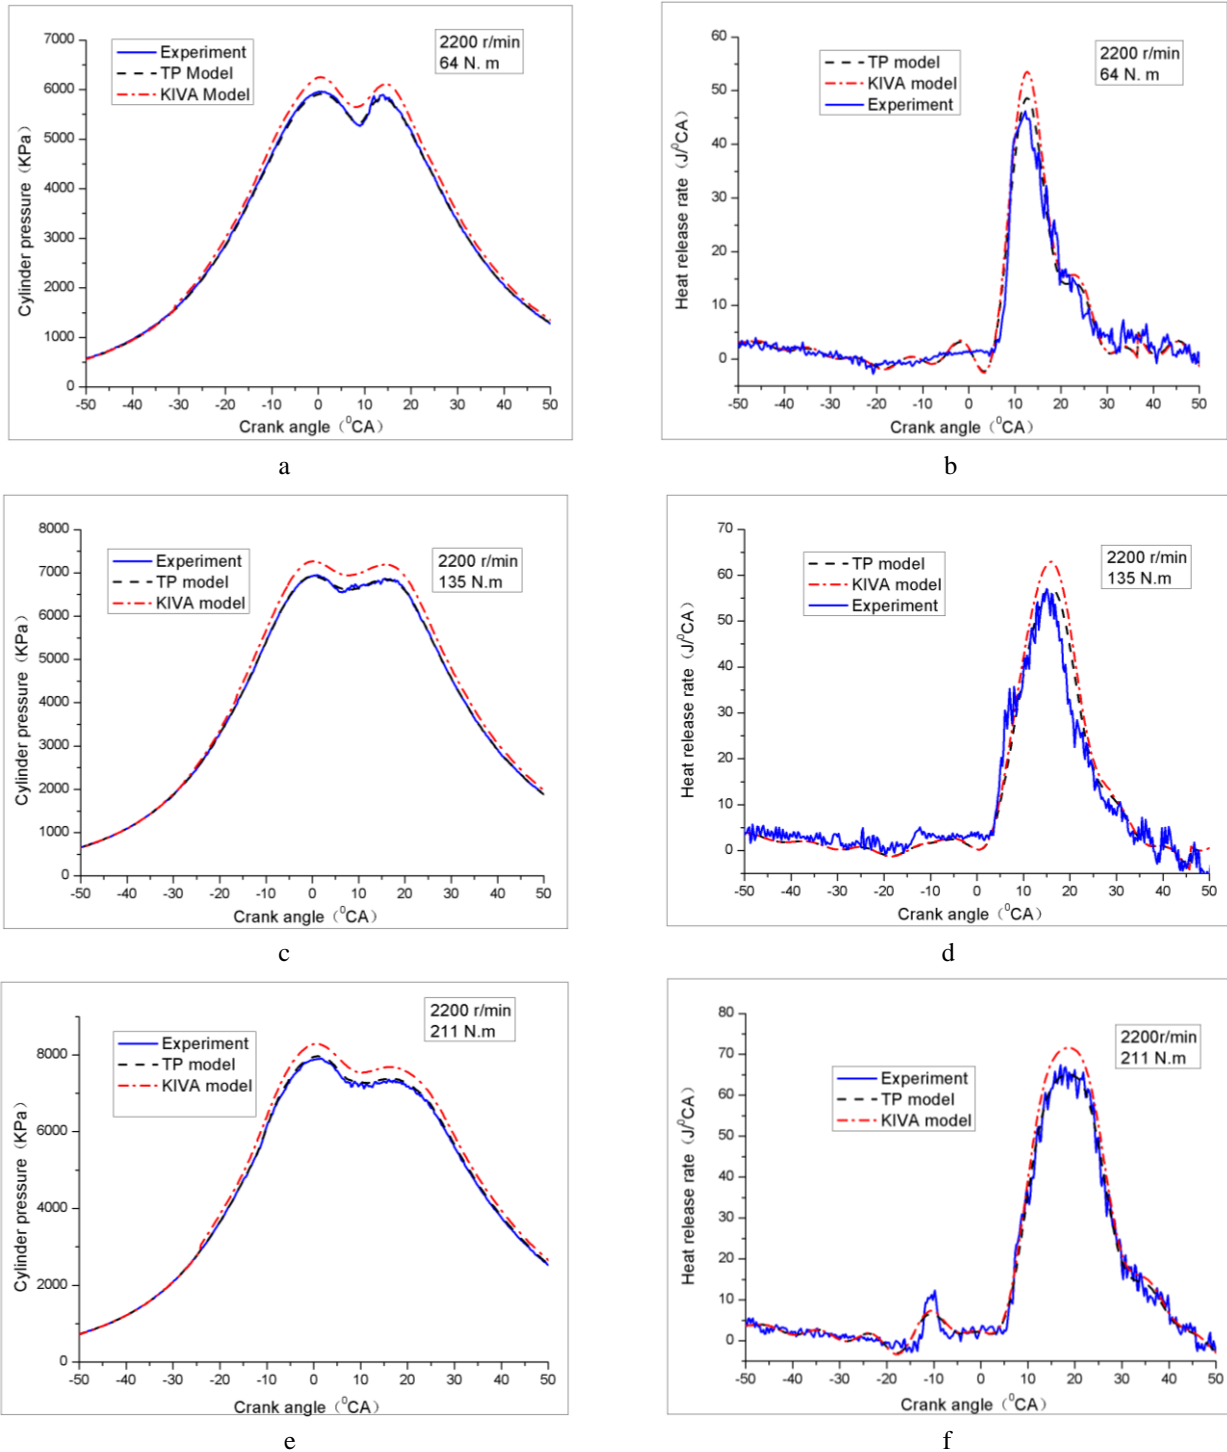 7000
6000
5000
4000
3000
2000
1000
0
Cylinder pressure (KPa)
Experiment
TP Model
KIVA Model
2200 r/min
64 N. m
-50 -40 -30 -20 -10 0 10 20 30 40 50
Crank angle (⁰CA)
a
60
50
40
30
20
10
0
Heat release rate (J/⁰CA)
TP model
KIVA model
Experiment
2200 r/min
64 N. m
-50 -40 -30 -20 -10 0 10 20 30 40 50
Crank angle (⁰CA)
b
8000
7000
6000
5000
4000
3000
2000
1000
0
Cylinder pressure (KPa)
Experiment
TP model
KIVA model
2200 r/min
135 N.m
-50 -40 -30 -20 -10 0 10 20 30 40 50
Crank angle (⁰CA)
c
70
60
50
40
30
20
10
0
Heat release rate (J/⁰CA)
TP model
KIVA model
Experiment
2200 r/min
135 N.m
-50 -40 -30 -20 -10 0 10 20 30 40 50
Crank angle (⁰CA)
d
8000
6000
4000
2000
0
Cylinder pressure (KPa)
Experiment
TP model
KIVA model
2200 r/min
211 N.m
-50 -40 -30 -20 -10 0 10 20 30 40 50
Crank angle (⁰CA)
e
80
70
60
50
40
30
20
10
0
Heat release rate (J/⁰CA)
Experiment
TP model
KIVA model
2200r/min
211 N.m
-50 -40 -30 -20 -10 0 10 20 30 40 50
Crank angle (⁰CA)
f